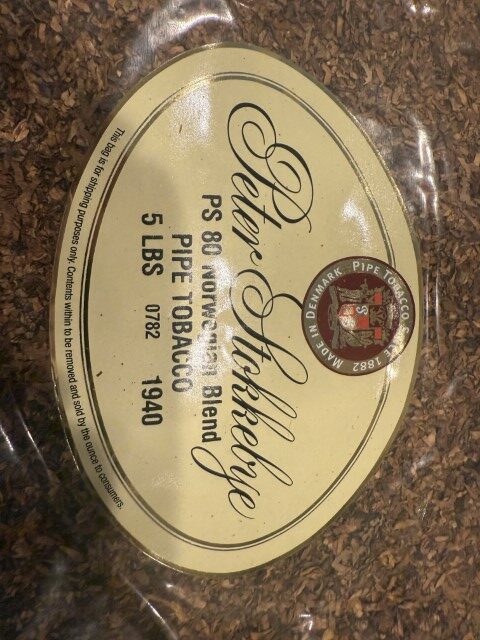 MADE IN DENMARK PIPE TOBACCO SINCE 1882
Peter Stokkebye
PS 80 Norwegian Blend
PIPE TOBACCO
5 LBS 0782 1940
This bag is for shipping purposes only. Contents within to be removed and sold by the ounce to consumers.